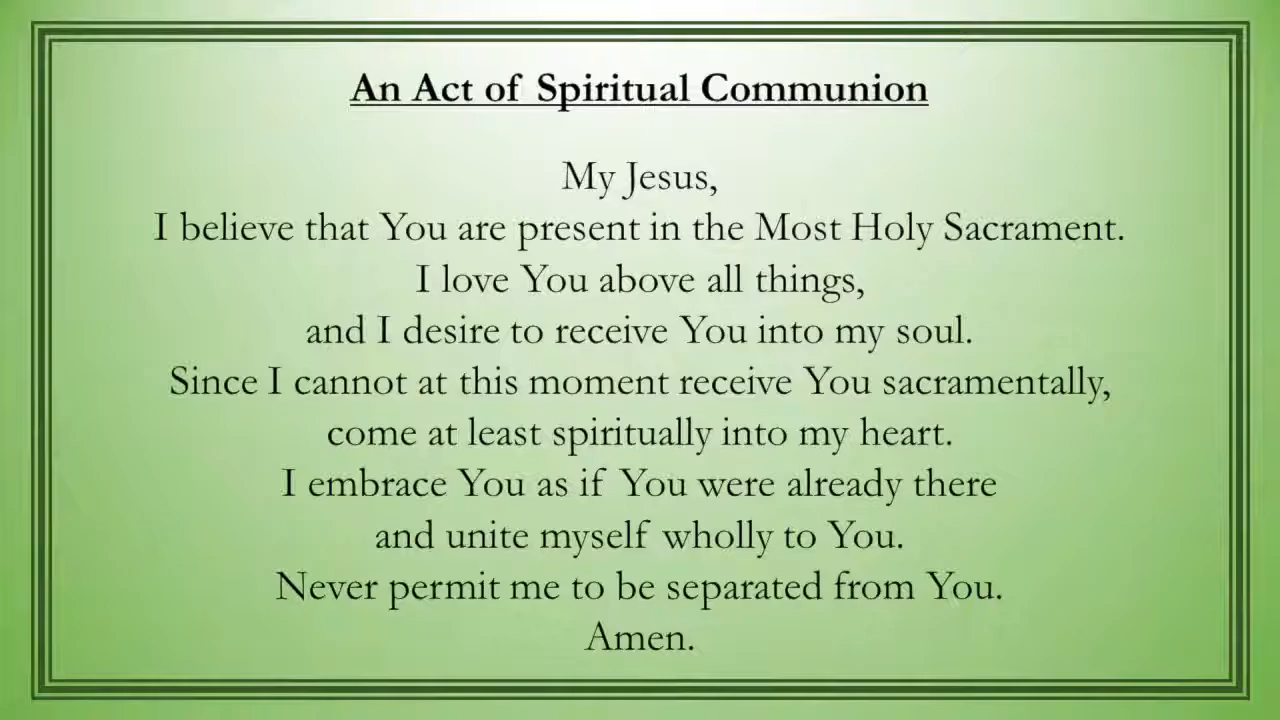 An Act of Spiritual Communion
My Jesus,
I believe that You are present in the Most Holy Sacrament.
I love You above all things,
and I desire to receive You into my soul.
Since I cannot at this moment receive You sacramentally,
come at least spiritually into my heart.
I embrace You as if You were already there
and unite myself wholly to You.
Never permit me to be separated from You.
Amen.